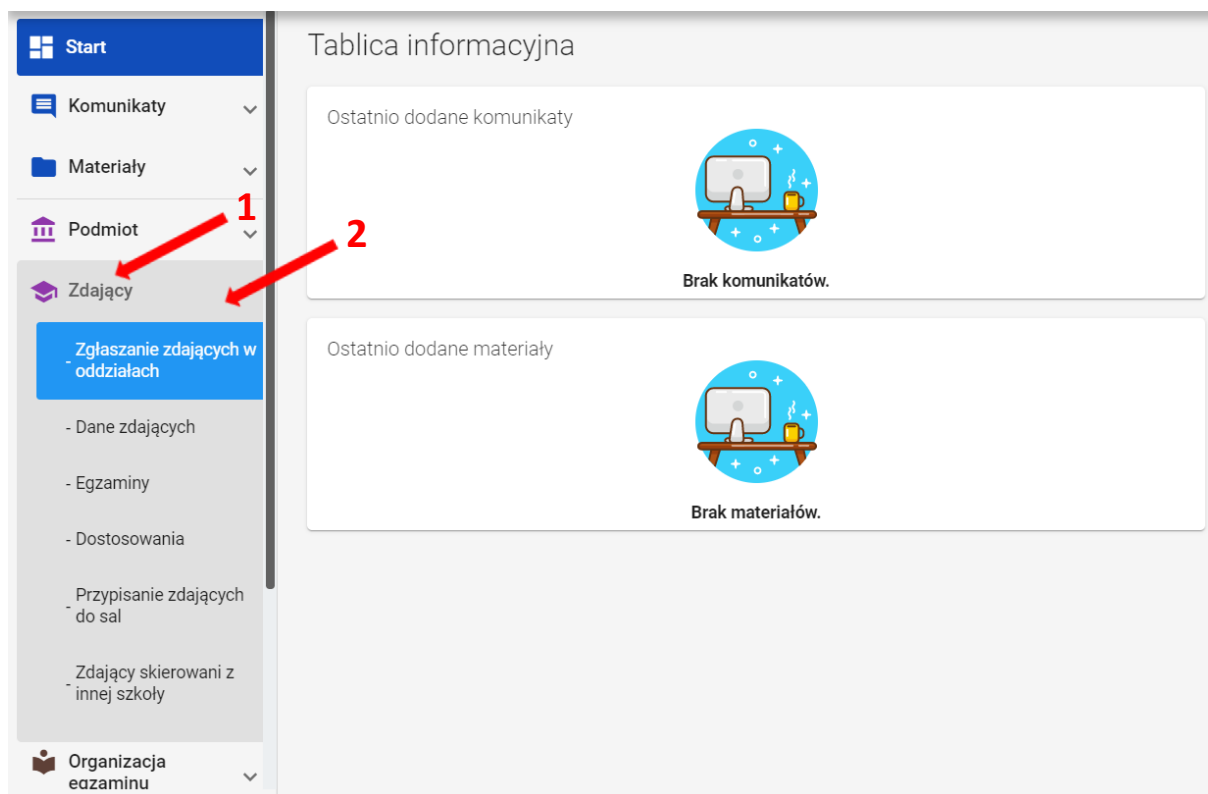 Start
Komunikaty
Materiały
Podmiot
Zdający
- Zgłaszanie zdających w
oddziałach
- Dane zdających
- Egzaminy
- Dostosowania
- Przypisanie zdających
do sal
- Zdający skierowani z
innej szkoły
Organizacja
egzaminu
1
2
Tablica informacyjna
Ostatnio dodane komunikaty
Brak komunikatów.
Ostatnio dodane materiały
Brak materiałów.